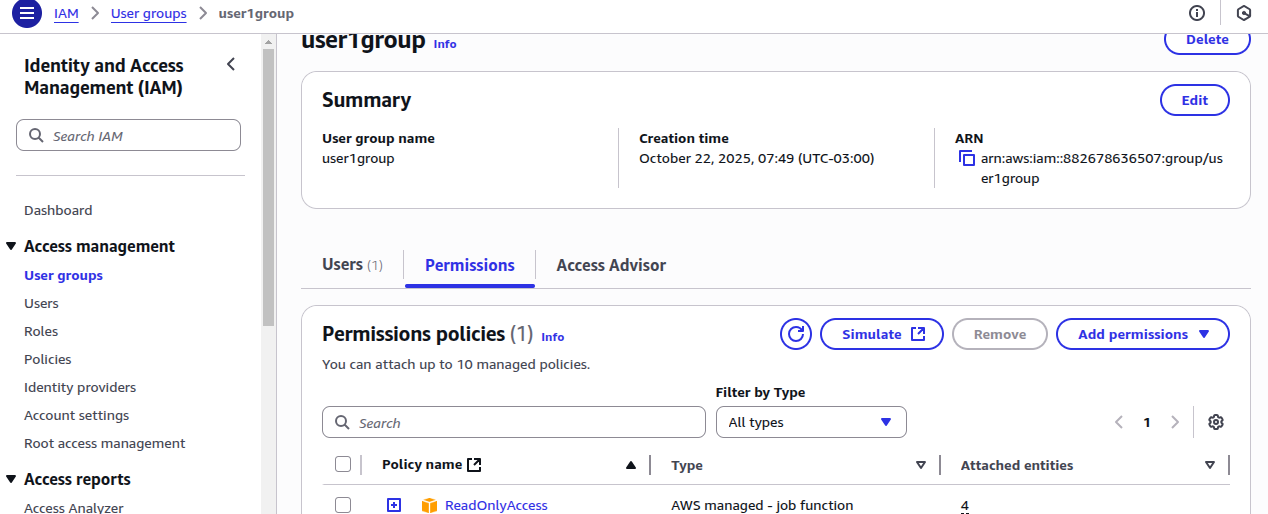 IAM > User groups > user1group
Identity and Access
Management (IAM)
Search IAM
Dashboard
Access management
User groups
Users
Roles
Policies
Identity providers
Account settings
Root access management
Access reports
Access Analyzer
user1group Info
Delete
Summary
Edit
User group name
user1group
Creation time
October 22, 2025, 07:49 (UTC-03:00)
ARN
arn:aws:iam::882678636507:group/us
er1group
Users (1) Permissions Access Advisor
Permissions policies (1) Info
Simulate Remove Add permissions
You can attach up to 10 managed policies.
Filter by Type
Search All types 1
Policy name Type Attached entities
ReadOnlyAccess AWS managed - job function 4